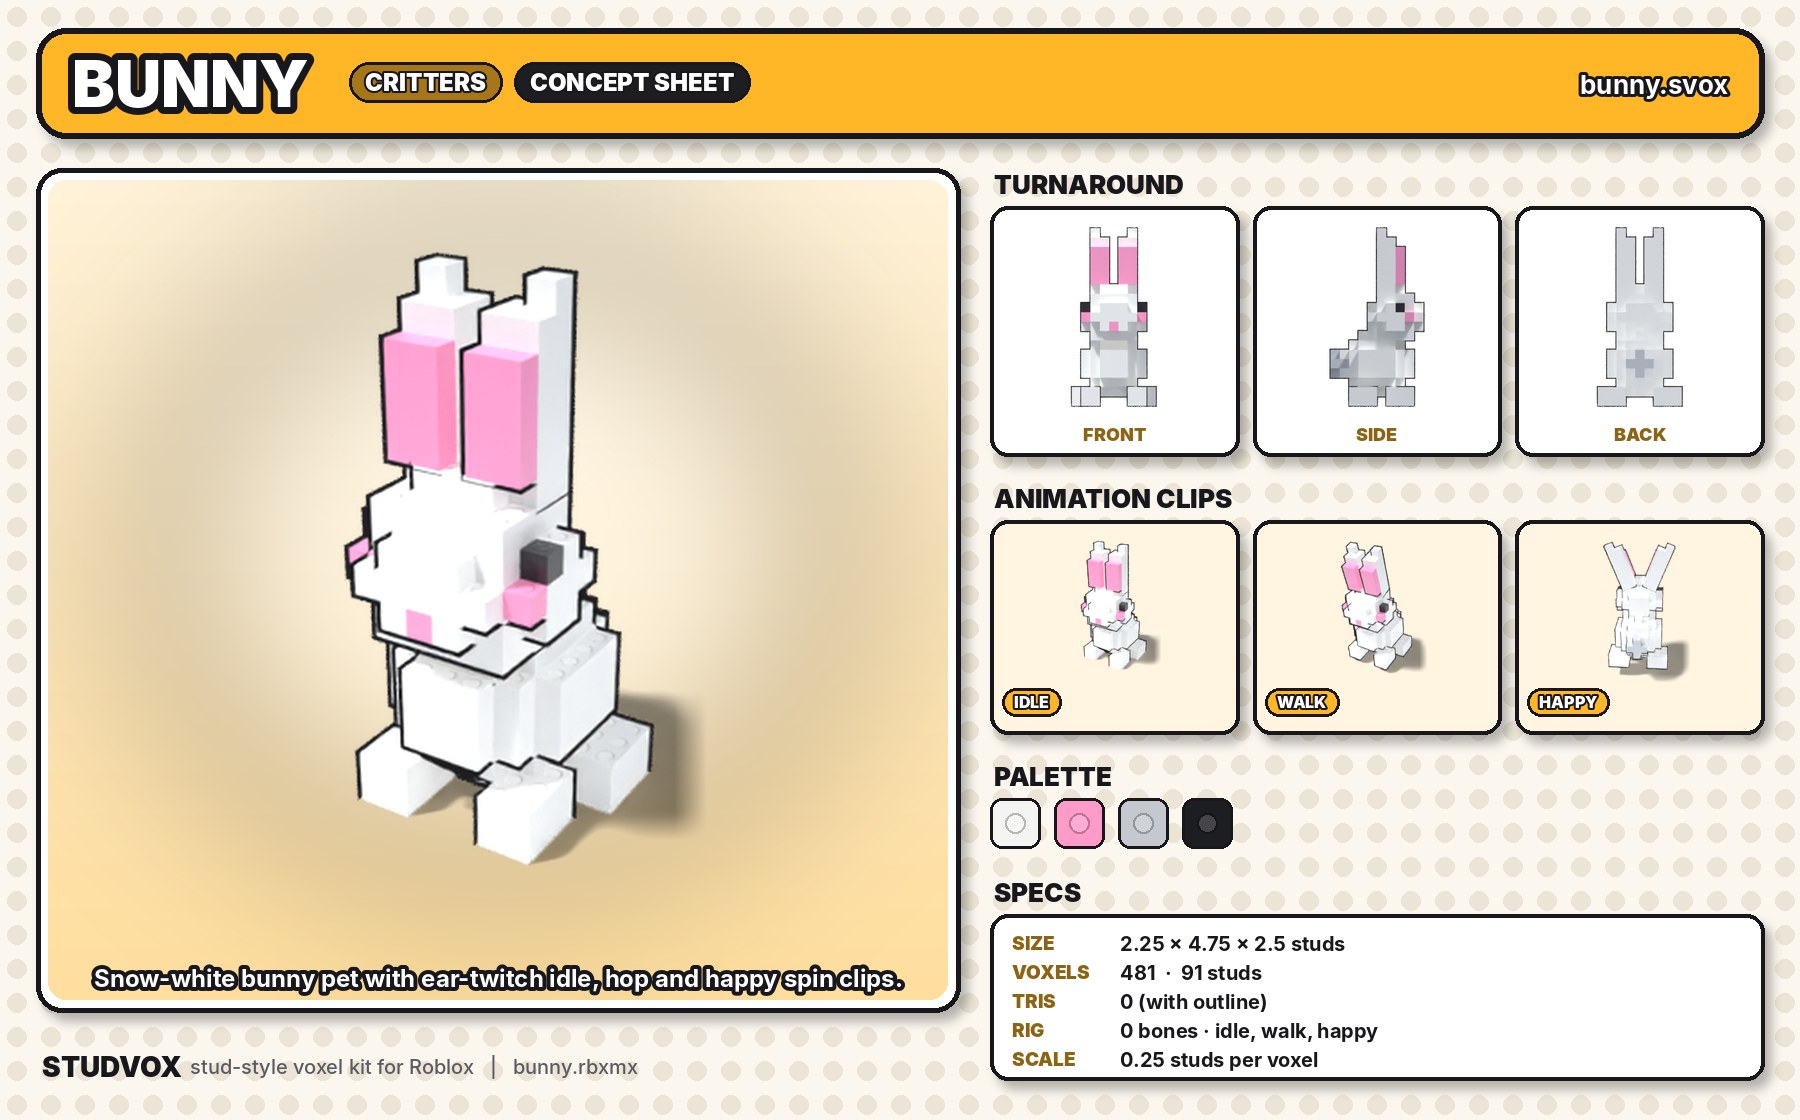 BUNNY
CRITTERS
CONCEPT SHEET
bunny.svox
Snow-white bunny pet with ear-twitch idle, hop and happy spin clips.
TURNAROUND
FRONT
SIDE
BACK
ANIMATION CLIPS
IDLE
WALK
HAPPY
PALETTE
SPECS
SIZE 2.25 × 4.75 × 2.5 studs
VOXELS 481 · 91 studs
TRIS 0 (with outline)
RIG 0 bones · idle, walk, happy
SCALE 0.25 studs per voxel
STUDVOX stud-style voxel kit for Roblox | bunny.rbxmx